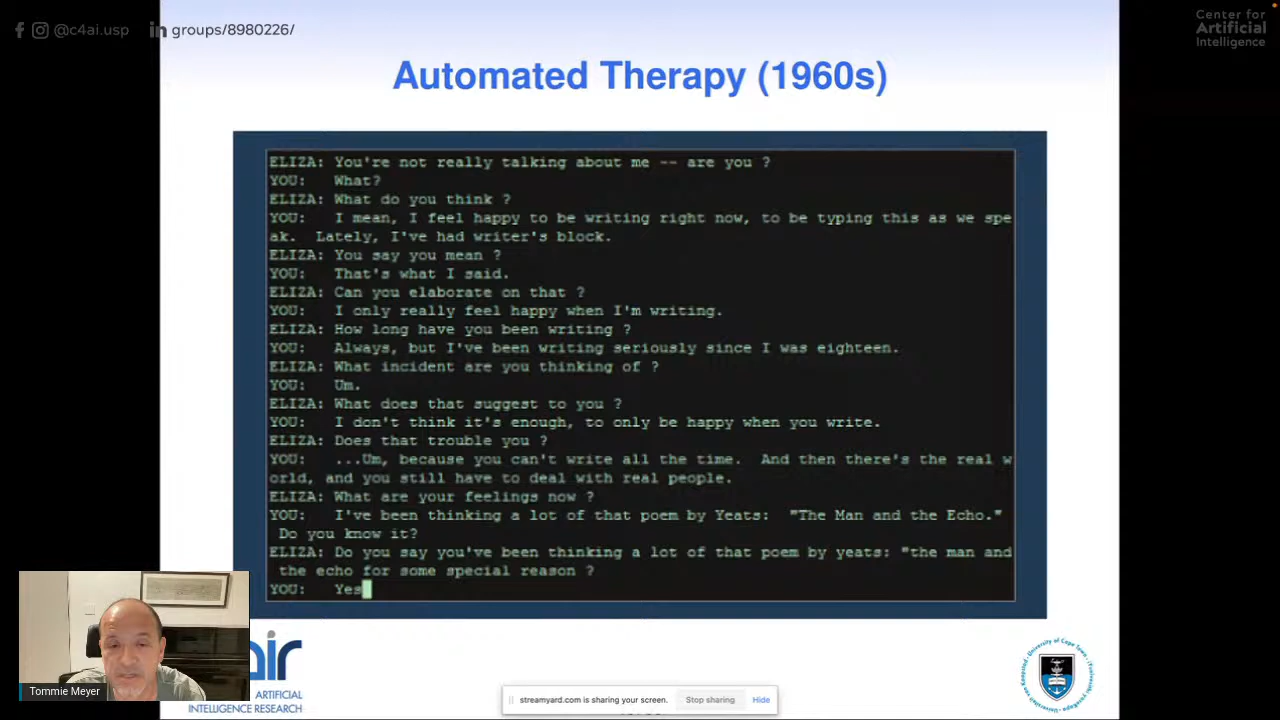 @c4ai.usp
groups/8980226/
Center for
Artificial
Intelligence
Automated Therapy (1960s)
ELIZA: You're not really talking about me -- are you ?
YOU: What?
ELIZA: What do you think ?
YOU: I mean, I feel happy to be writing right now, to be typing this as we spe
ak. Lately, I've had writer's block.
ELIZA: You say you mean ?
YOU: That's what I said.
ELIZA: Can you elaborate on that ?
YOU: I only really feel happy when I'm writing.
ELIZA: How long have you been writing ?
YOU: Always, but I've been writing seriously since I was eighteen.
ELIZA: What incident are you thinking of ?
YOU: Um.
ELIZA: What does that suggest to you ?
YOU: I don't think it's enough, to only be happy when you write.
ELIZA: Does that trouble you ?
YOU: ...Um, because you can't write all the time. And then there's the real w
orld, and you still have to deal with real people.
ELIZA: What are your feelings now ?
YOU: I've been thinking a lot of that poem by Yeats: "The Man and the Echo."
Do you know it?
ELIZA: Do you say you've been thinking a lot of that poem by yeats: "the man and
the echo for some special reason ?
YOU: Yes
Tommie Meyer
air
ARTIFICIAL
INTELLIGENCE RESEARCH
streamyard.com is sharing your screen.
Stop sharing
Hide
University of Cape Town